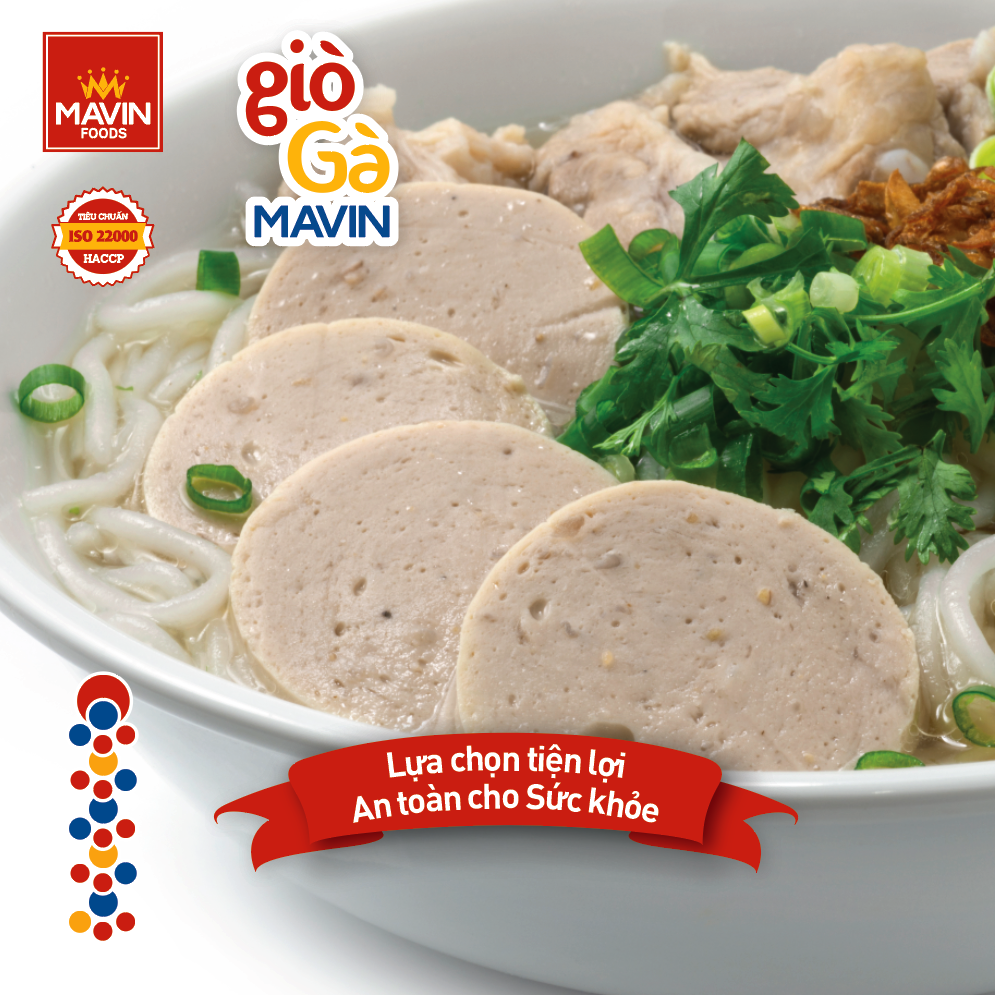 MAVIN
FOODS
giò
Gà
MAVIN
TIÊU CHUẨN
ISO 22000
HACCP
Lựa chọn tiện lợi
An toàn cho Sức khỏe